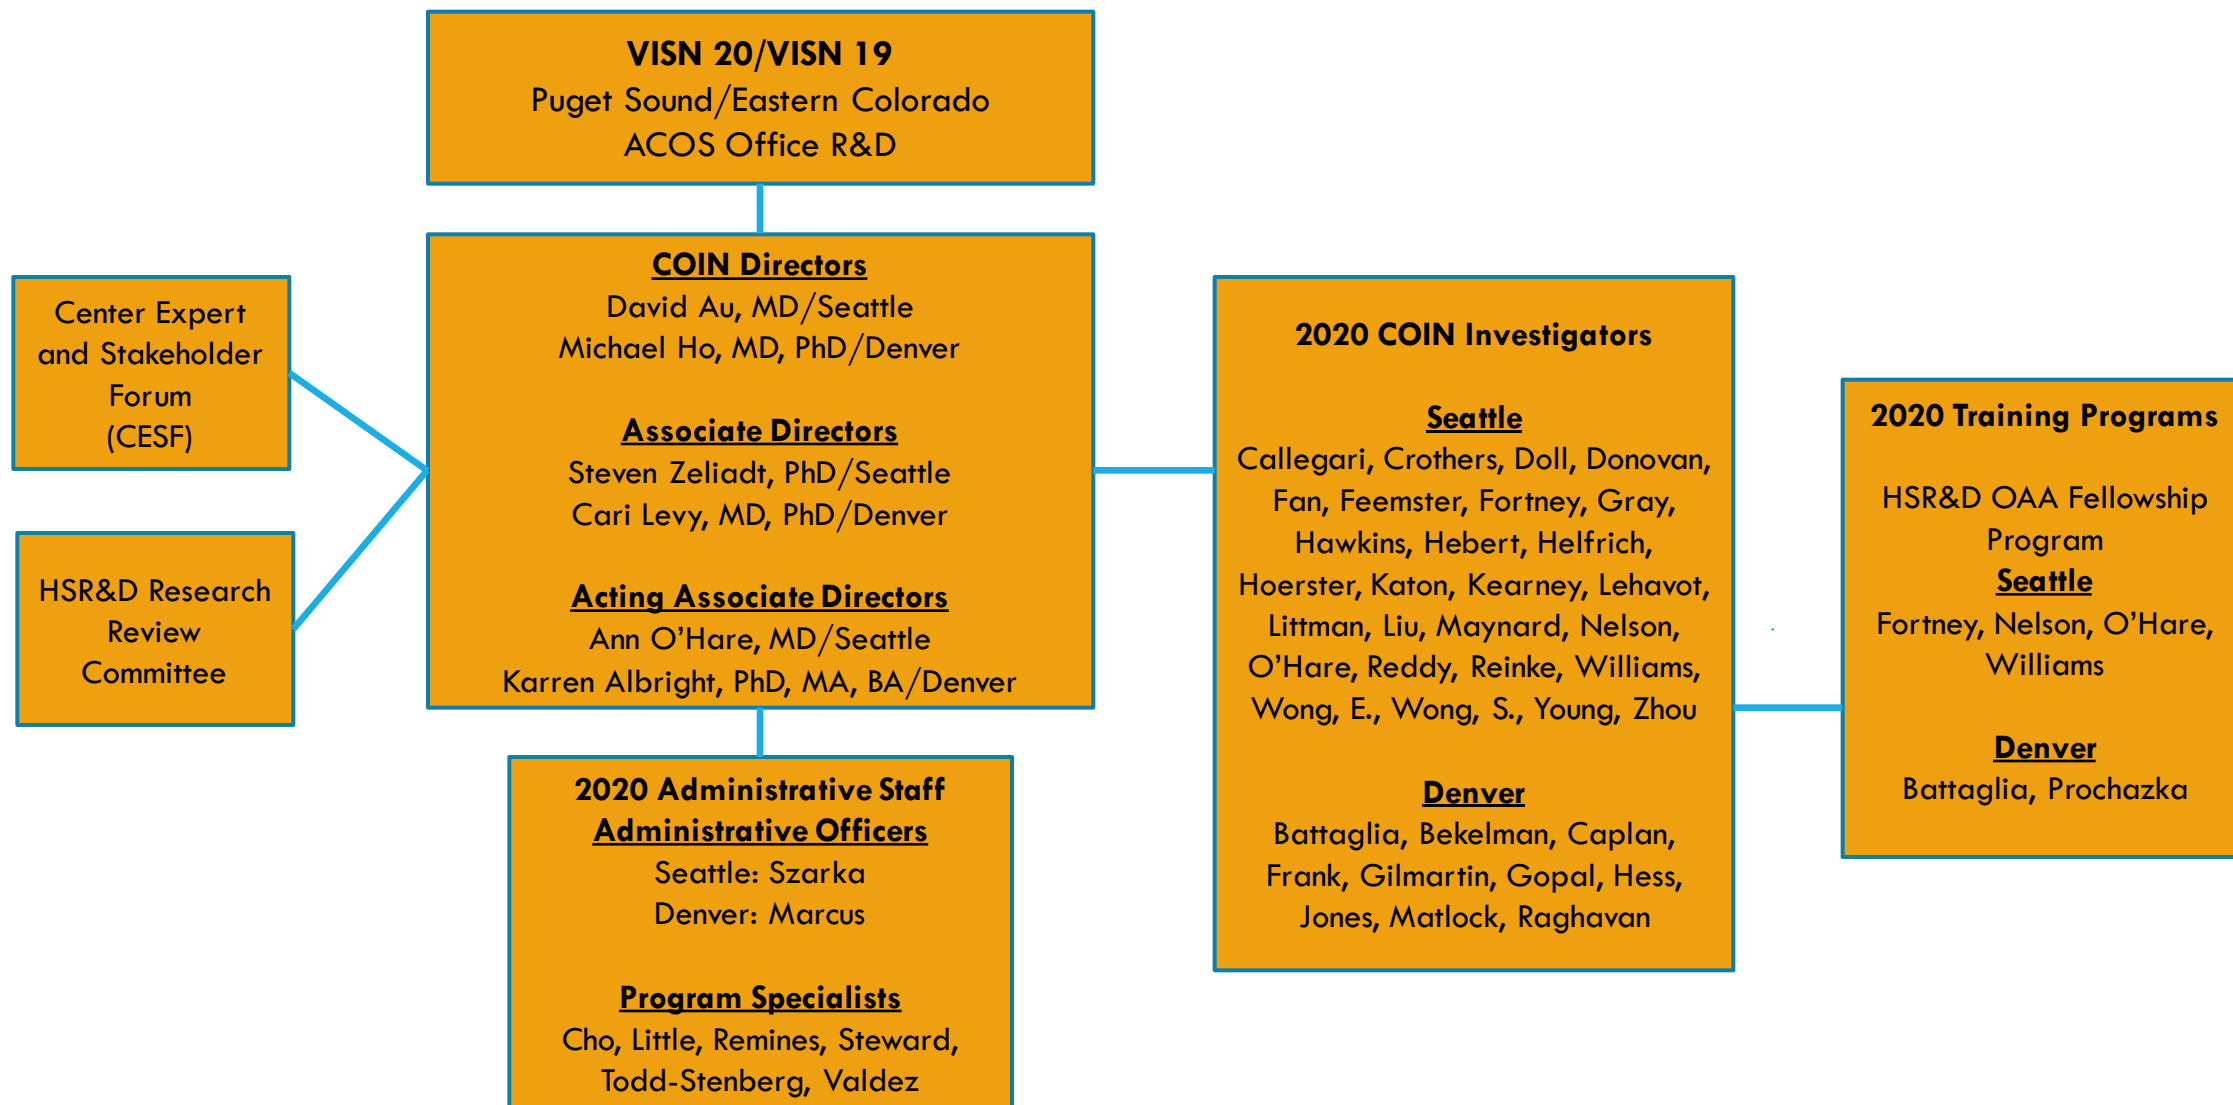 VISN 20/VISN 19
Puget Sound/Eastern Colorado
ACOS Office R&D
Center Expert
and Stakeholder
Forum
(CESF)
HSR&D Research
Review
Committee
COIN Directors
David Au, MD/Seattle
Michael Ho, MD, PhD/Denver
Associate Directors
Steven Zeliadt, PhD/Seattle
Cari Levy, MD, PhD/Denver
Acting Associate Directors
Ann O'Hare, MD/Seattle
Karren Albright, PhD, MA, BA/Denver
2020 Administrative Staff
Administrative Officers
Seattle: Szarka
Denver: Marcus
Program Specialists
Cho, Little, Remines, Steward,
Todd-Stenberg, Valdez
2020 COIN Investigators
Seattle
Callegari, Crothers, Doll, Donovan,
Fan, Feemster, Fortney, Gray,
Hawkins, Hebert, Helfrich,
Hoerster, Katon, Kearney, Lehavot,
Littman, Liu, Maynard, Nelson,
O'Hare, Reddy, Reinke, Williams,
Wong, E., Wong, S., Young, Zhou
Denver
Battaglia, Bekelman, Caplan,
Frank, Gilmartin, Gopal, Hess,
Jones, Matlock, Raghavan
2020 Training Programs
HSR&D OAA Fellowship
Program
Seattle
Fortney, Nelson, O'Hare,
Williams
Denver
Battaglia, Prochazka